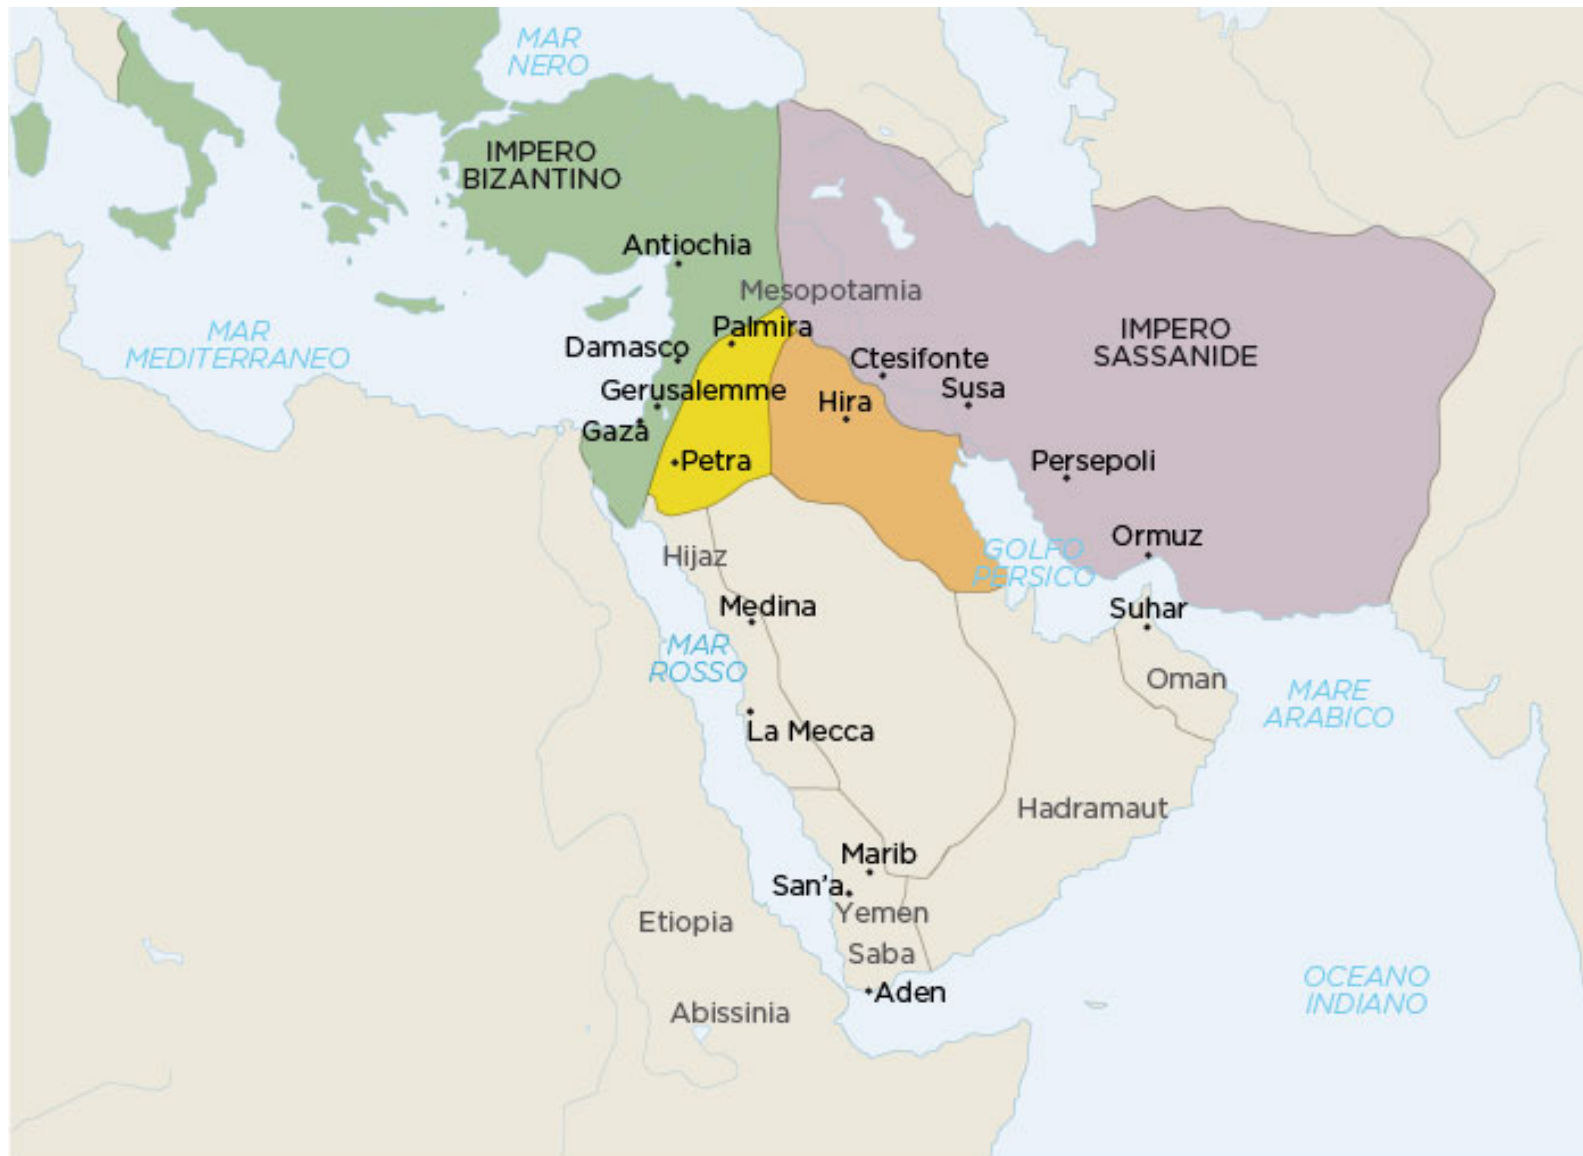 MAR
NERO
IMPERO
BIZANTINO
Antiochia
Mesopotamia
MAR
MEDITERRANEO
Palmira
Damasco
IMPERO
SASSANIDE
Ctesifonte
Gerusalemme
Susa
Hira
Gaza
Petra
Persepoli
Ormuz
Hijaz
GOLFO
PERSICO
Medina
Suhar
MAR
ROSSO
Oman
MARE
ARABICO
La Mecca
Hadramaut
Marib
San'a
Yemen
Etiopia
Saba
Aden
OCEANO
INDIANO
Abissinia